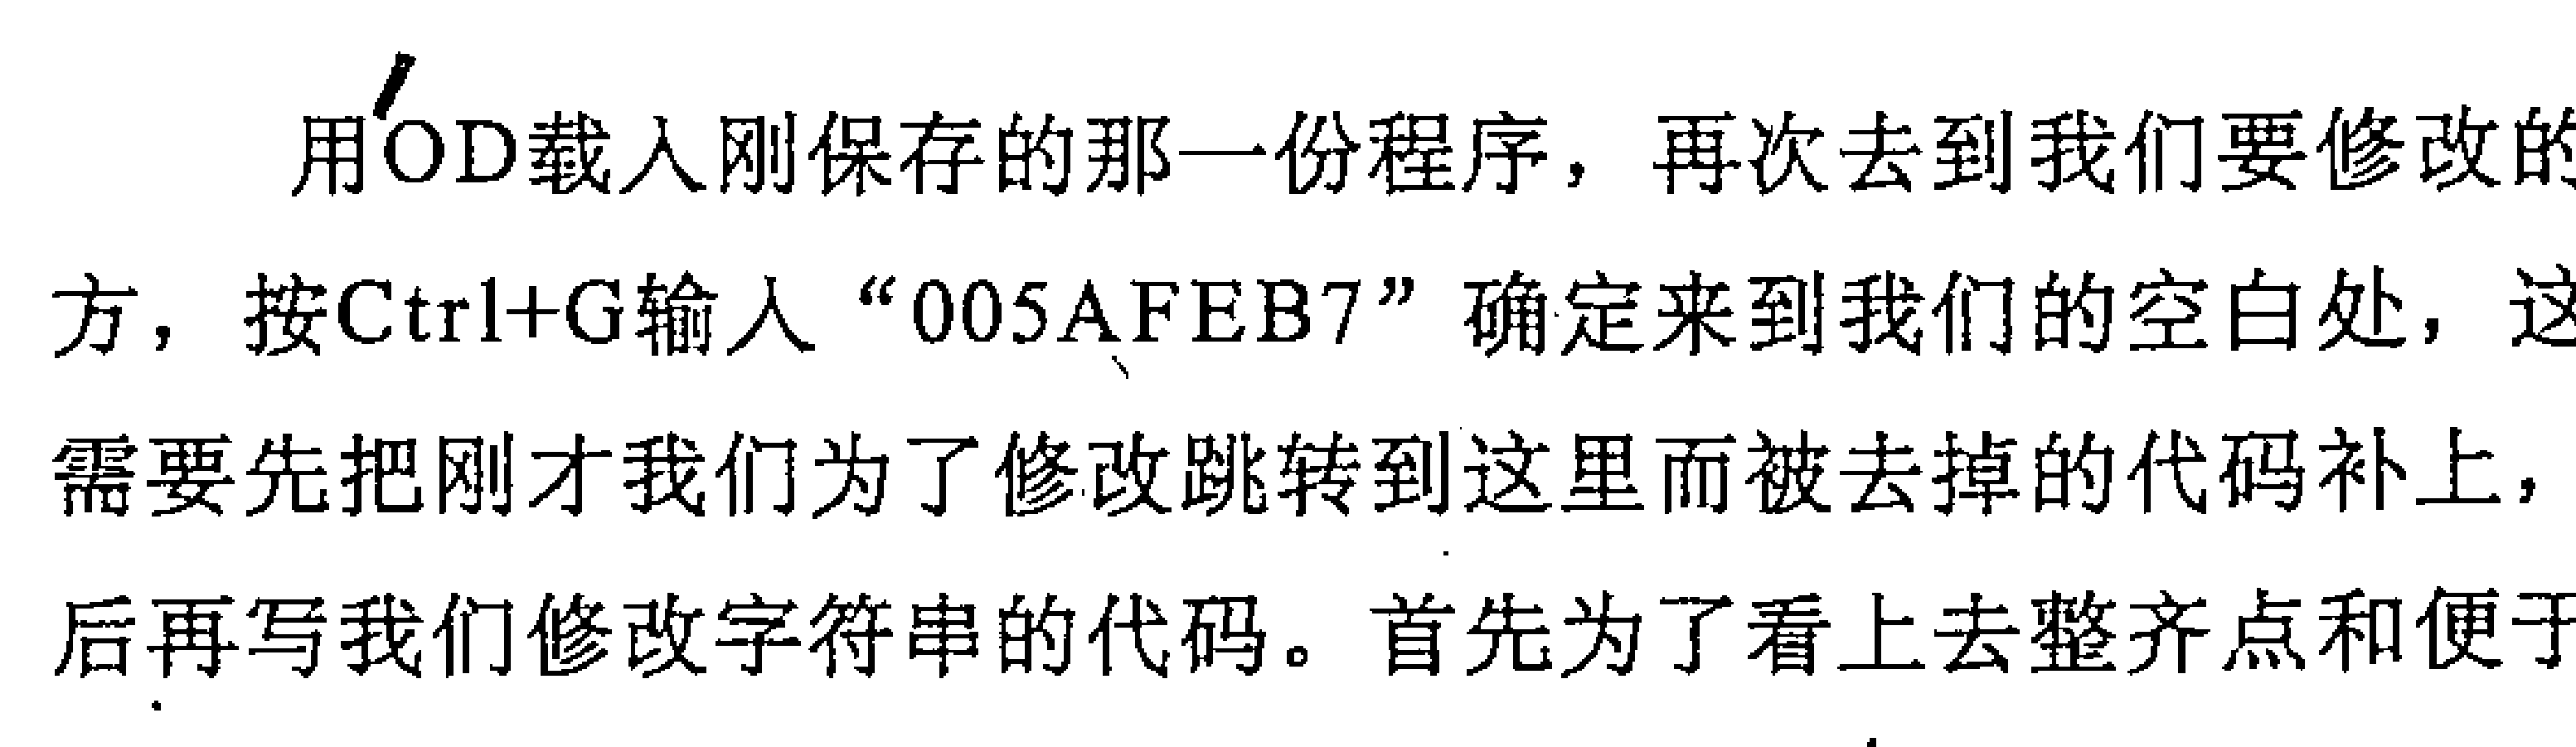 用OD载入刚保存的那一份程序，再次去到我们要修改的
方，按Ctrl+G输入“005AFEB7”确定来到我们的空白处，这
需要先把刚才我们为了修改跳转到这里而被去掉的代码补上，
后再写我们修改字符串的代码。首先为了看上去整齐点和便于